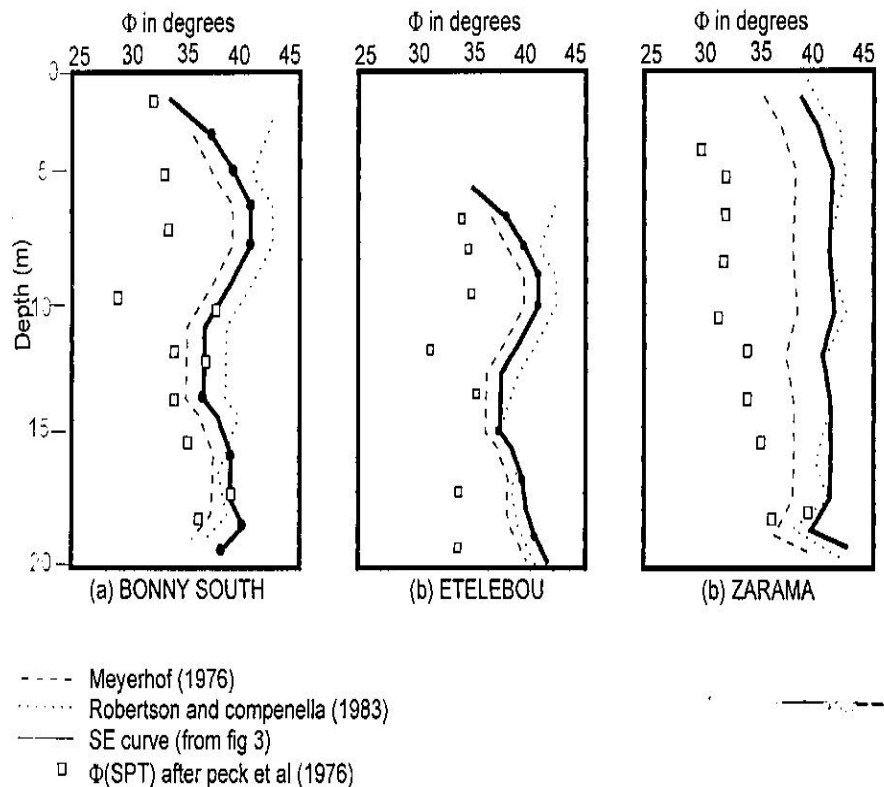 Φ in degrees
Φ in degrees
Φ in degrees
25 30 35 40 45
25 30 35 40 45
25 30 35 40 45
0
5
10
15
20
Depth (m)
(a) BONNY SOUTH
(b) ETELEBOU
(b) ZARAMA
Meyerhof (1976)
Robertson and compenella (1983)
SE curve (from fig 3)
Φ(SPT) after peck et al (1976)